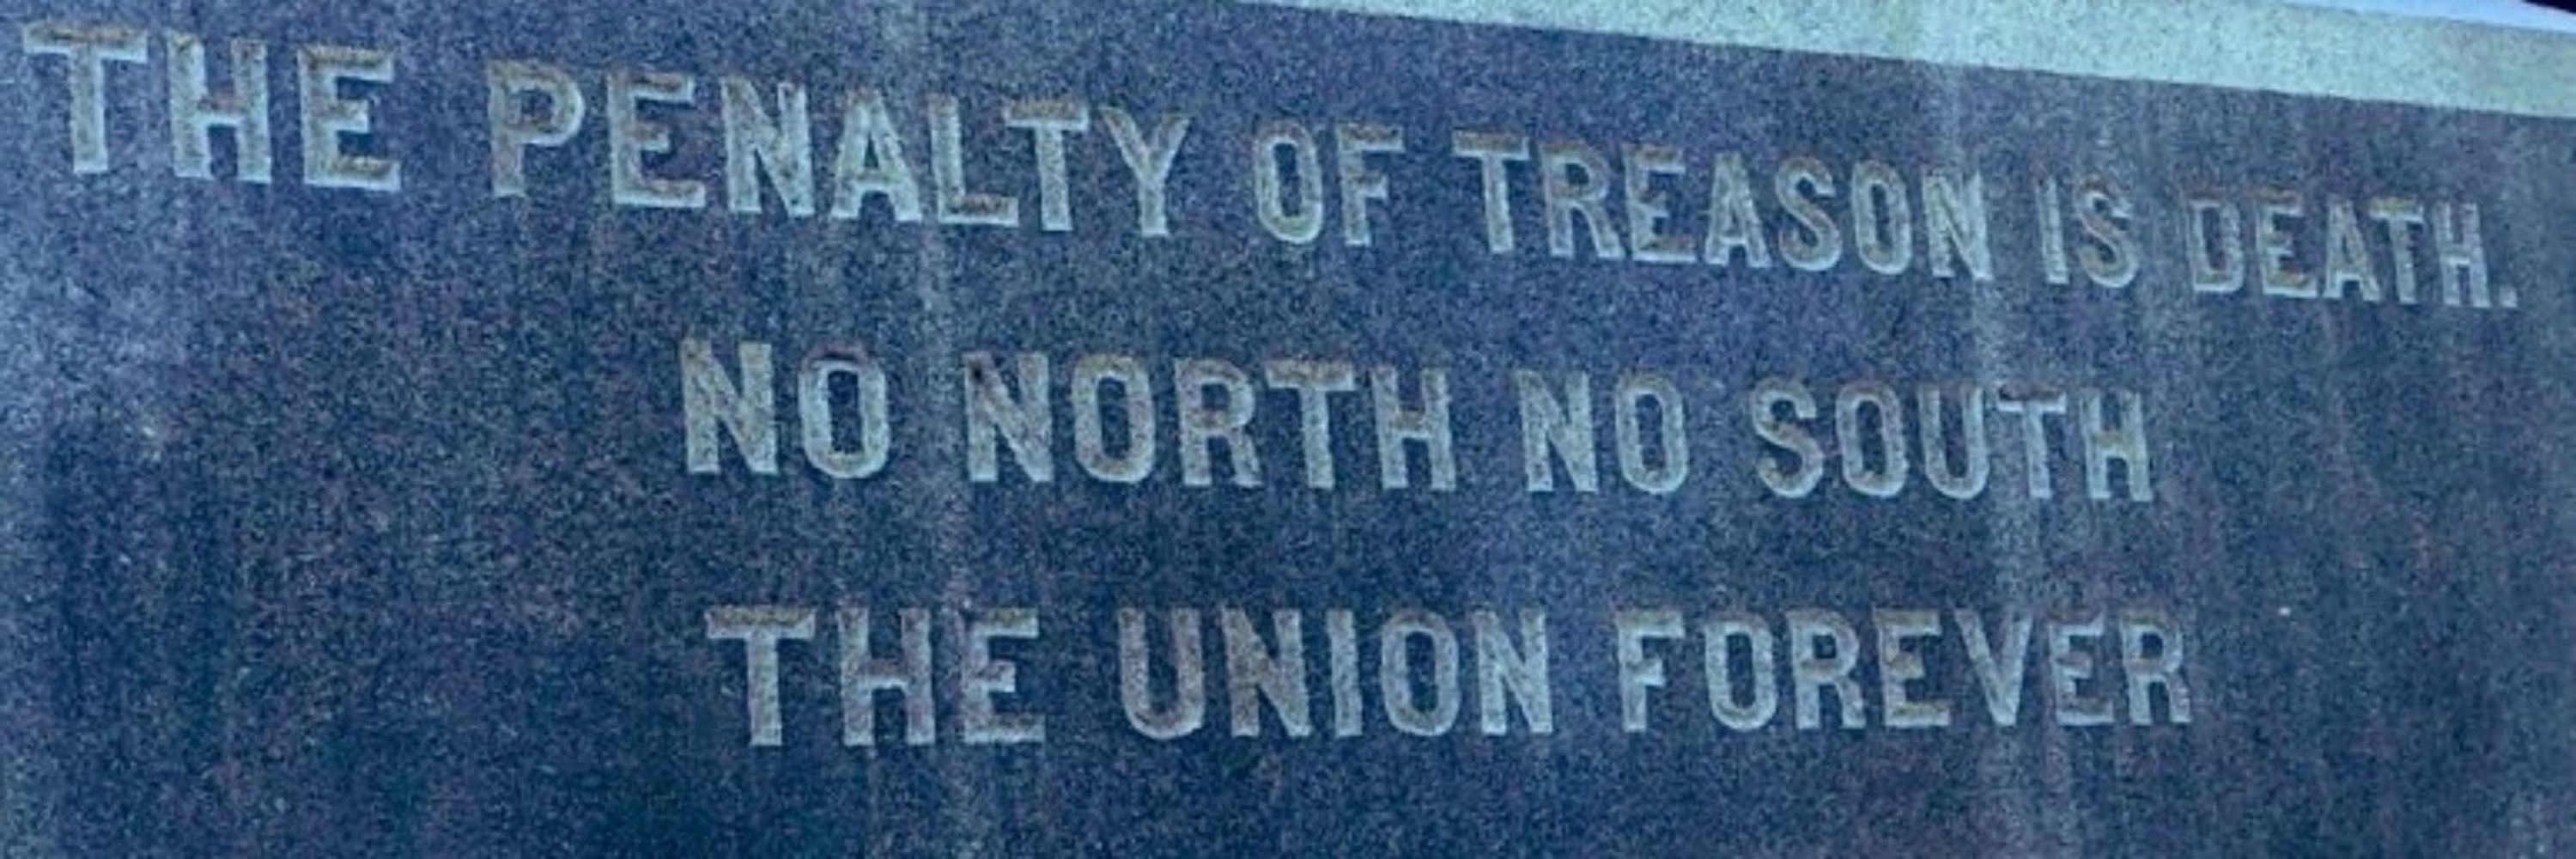 THE PENALTY OF TREASON IS DEATH.
NO NORTH NO SOUTH
THE UNION FOREVER